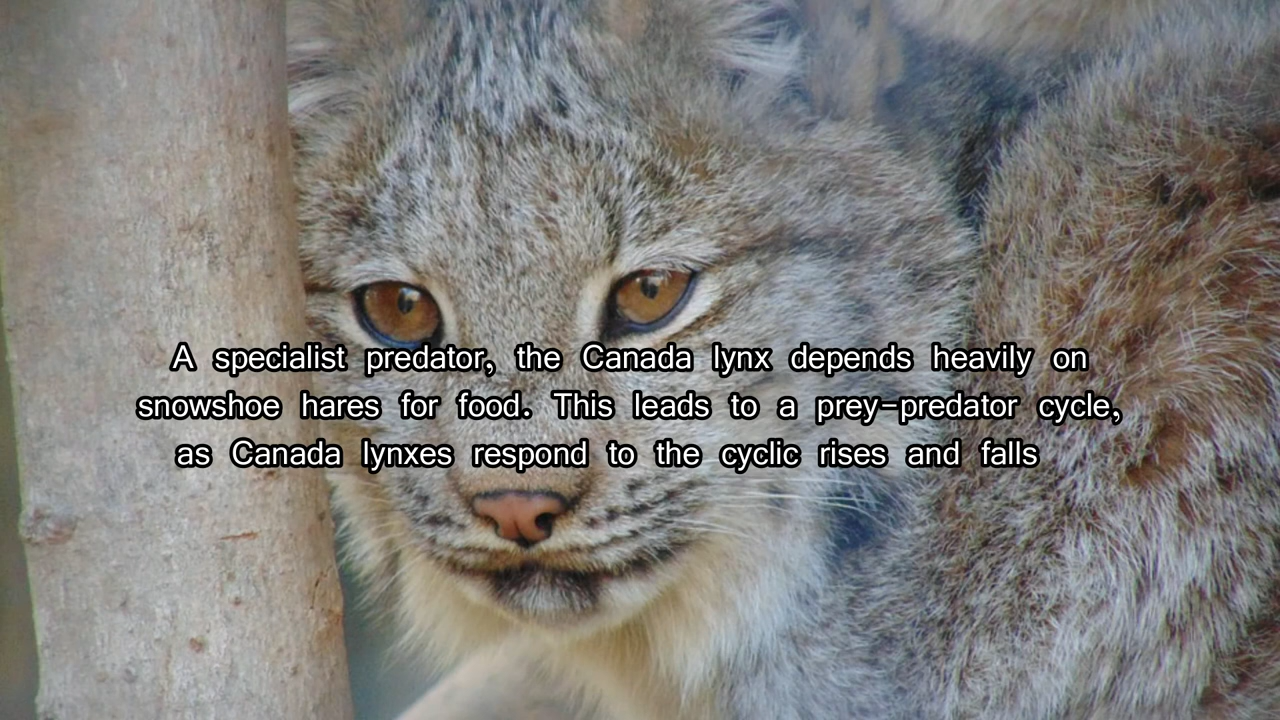 A specialist predator, the Canada lynx depends heavily on
snowshoe hares for food. This leads to a prey-predator cycle,
as Canada lynxes respond to the cyclic rises and falls